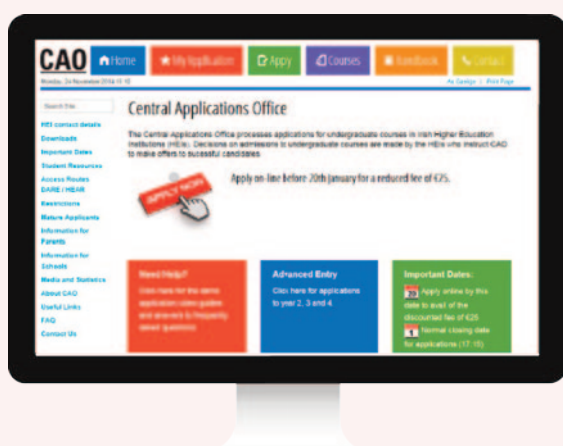 CAO
Home
My Application
Apply
Courses
Handbook
Contact
Monday, 24 November 2014
As Gaeilge | Print Page
Search Site
HEI contact details
Downloads
Important Dates
Student Resources
Access Routes
DARE / HEAR
Restrictions
Mature Applicants
Information for
Parents
Information for
Schools
Media and Statistics
About CAO
Useful Links
FAQ
Contact Us
Central Applications Office
The Central Applications Office processes applications for undergraduate courses in Irish Higher Education
Institutions (HEIs). Decisions on admissions to undergraduate courses are made by the HEIs who instruct CAO
to make offers to successful candidates.
APPLY NOW
Apply on-line before 20th January for a reduced fee of €25.
Need Help?
Click here for the demo
application video guides
and answers to frequently
asked questions
Advanced Entry
Click here for applications
to year 2, 3 and 4.
Important Dates:
20 Apply online by this
date to avail of the
discounted fee of €25
1 Normal closing date
for applications (17:15)